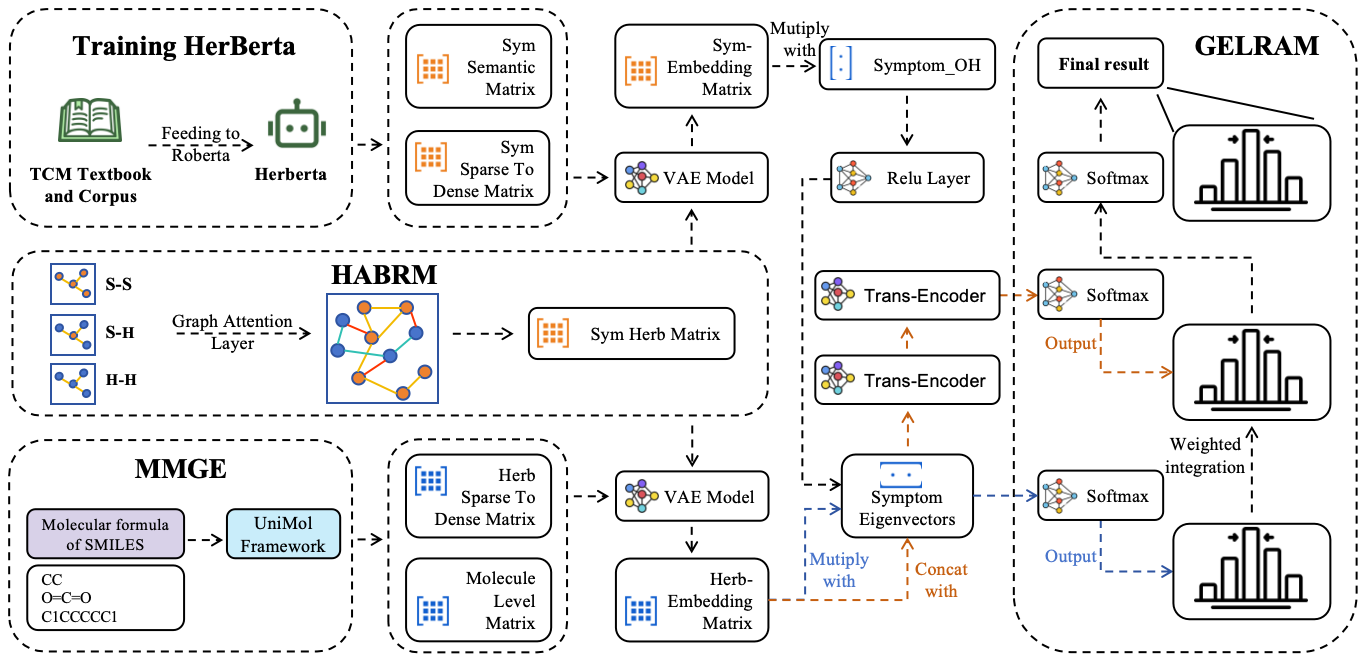 Training HerBerta
TCM Textbook
and Corpus
Feeding to
Roberta
Herberta
Sym
Semantic
Matrix
Sym
Sparse To
Dense Matrix
Sym-
Embedding
Matrix
VAE Model
Mutiply
with
Symptom_OH
Relu Layer
HABRM
S-S
S-H
H-H
Graph Attention
Layer
Sym Herb Matrix
MMGE
Molecular formula
of SMILES
UniMol
Framework
CC
O=C=O
C1CCCCC1
Herb
Sparse To
Dense Matrix
Molecule
Level
Matrix
VAE Model
Herb-
Embedding
Matrix
Trans-Encoder
Trans-Encoder
Symptom
Eigenvectors
Mutiply
with
Concat
with
GELRAM
Final result
Softmax
Softmax
Output
Weighted
integration
Softmax
Output